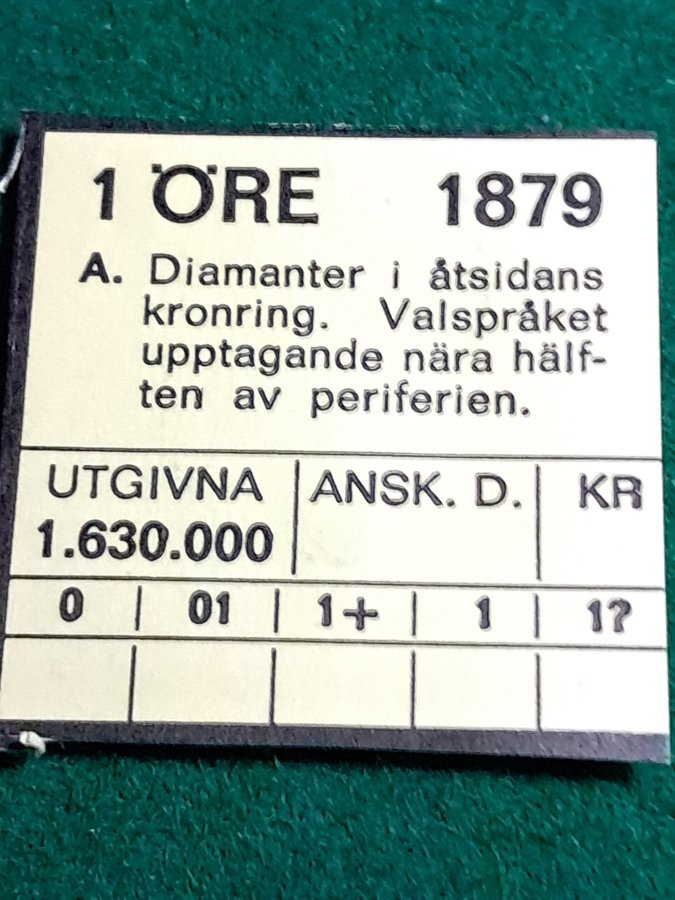 1 ÖRE 1879
A. Diamanter i åtsidans
kronring. Valspråket
upptagande nära hälf-
ten av periferien.
UTGIVNA ANSK. D. KR
1.630.000
0 01 1+ 1 1?